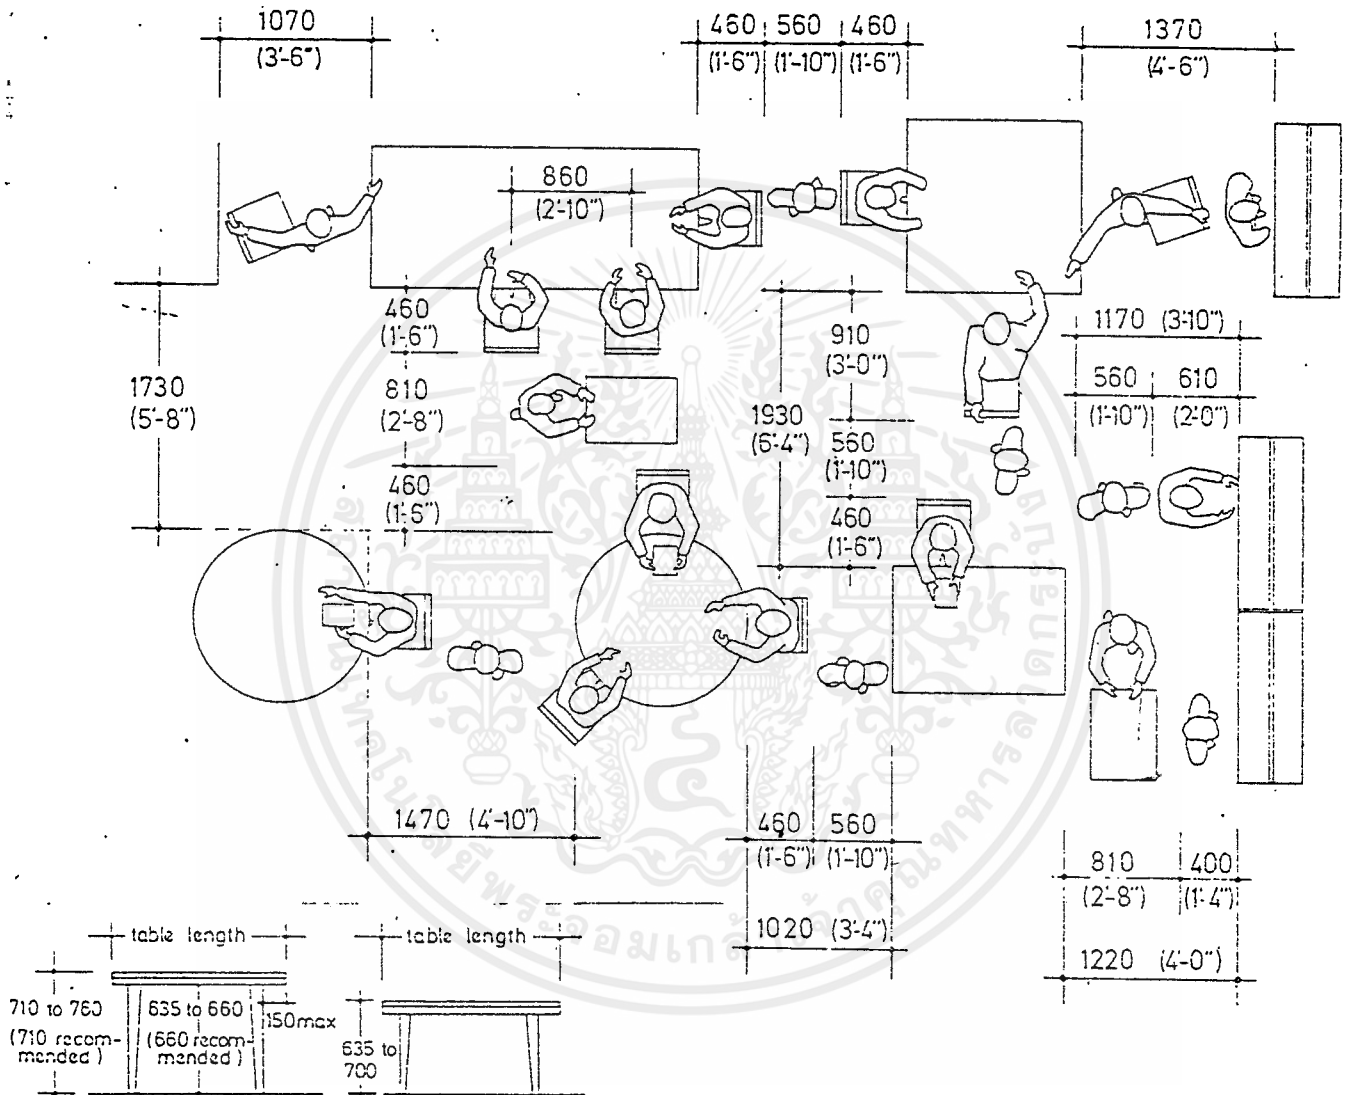 1070
(3'-6")
460 560 460
(1'-6") (1'-10") (1'-6")
1370
(4'-6")
860
(2'-10")
460
(1'-6")
810
(2'-8")
460
(1'-6")
1730
(5'-8")
910
(3'-0")
1930
(6'-4")
560
(1'-10")
460
(1'-6")
1170 (3'-10")
560 610
(1'-10") (2'-0")
1470 (4'-10")
460 560
(1'-6") (1'-10")
1020 (3'-4")
810 400
(2'-8") (1'-4")
1220 (4'-0")
table length
710 to 760
(710 recom-
mended)
635 to 660
(660 recom-
mended)
150max
table length
635 to
700